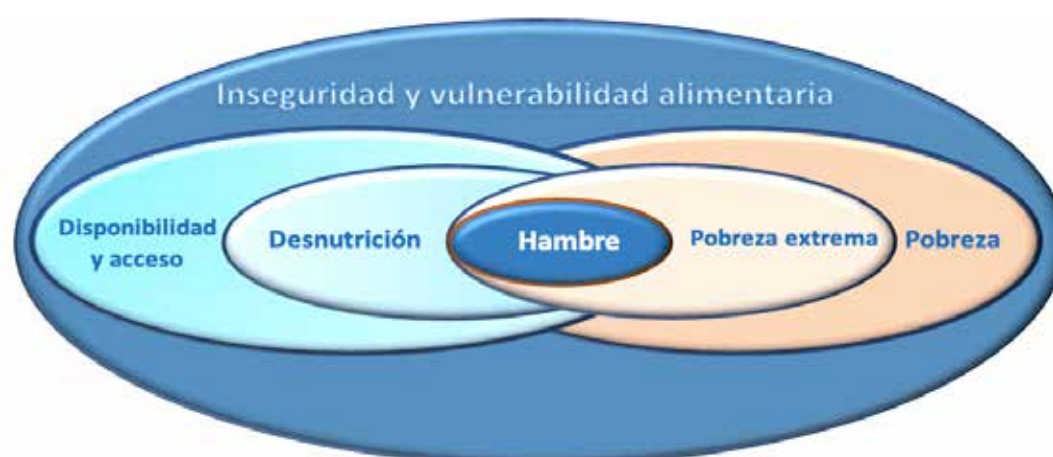 Inseguridad y vulnerabilidad alimentaria
Disponibilidad
y acceso
Desnutrición
Hambre
Pobreza extrema
Pobreza